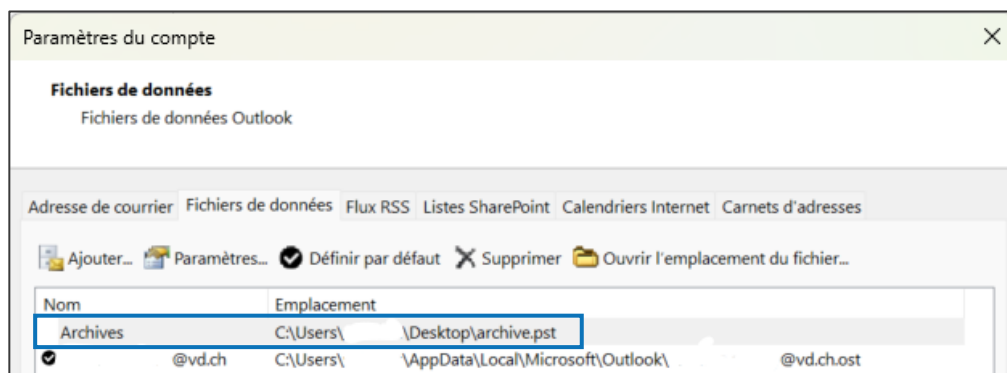 Paramètres du compte
Fichiers de données
Fichiers de données Outlook
Adresse de courrier Fichiers de données Flux RSS Listes SharePoint Calendriers Internet Carnets d'adresses
Ajouter... Paramètres... Définir par défaut Supprimer Ouvrir l'emplacement du fichier...
Nom Emplacement
Archives C:\Users\ \Desktop\archive.pst
@vd.ch C:\Users\ \AppData\Local\Microsoft\Outlook\ @vd.ch.ost